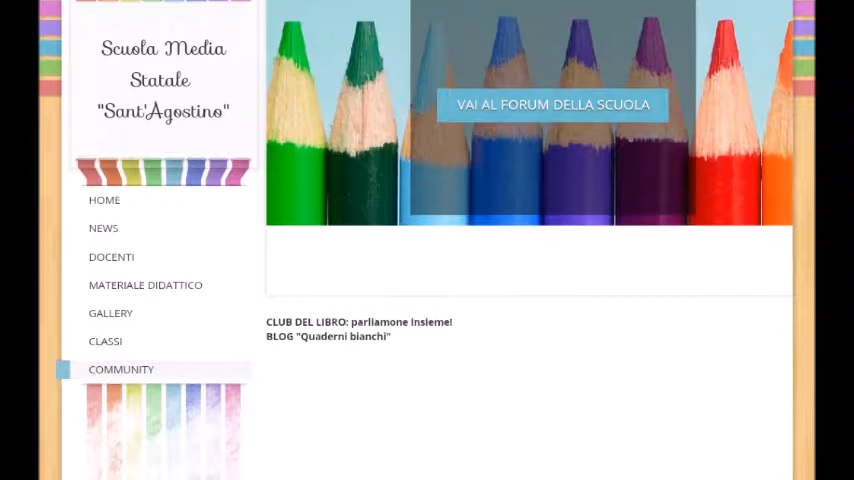 Scuola Media
Statale
"Sant'Agostino"
HOME
NEWS
DOCENTI
MATERIALE DIDATTICO
GALLERY
CLASSI
COMMUNITY
VAI AL FORUM DELLA SCUOLA
CLUB DEL LIBRO: parliamone insieme!
BLOG "Quaderni bianchi"